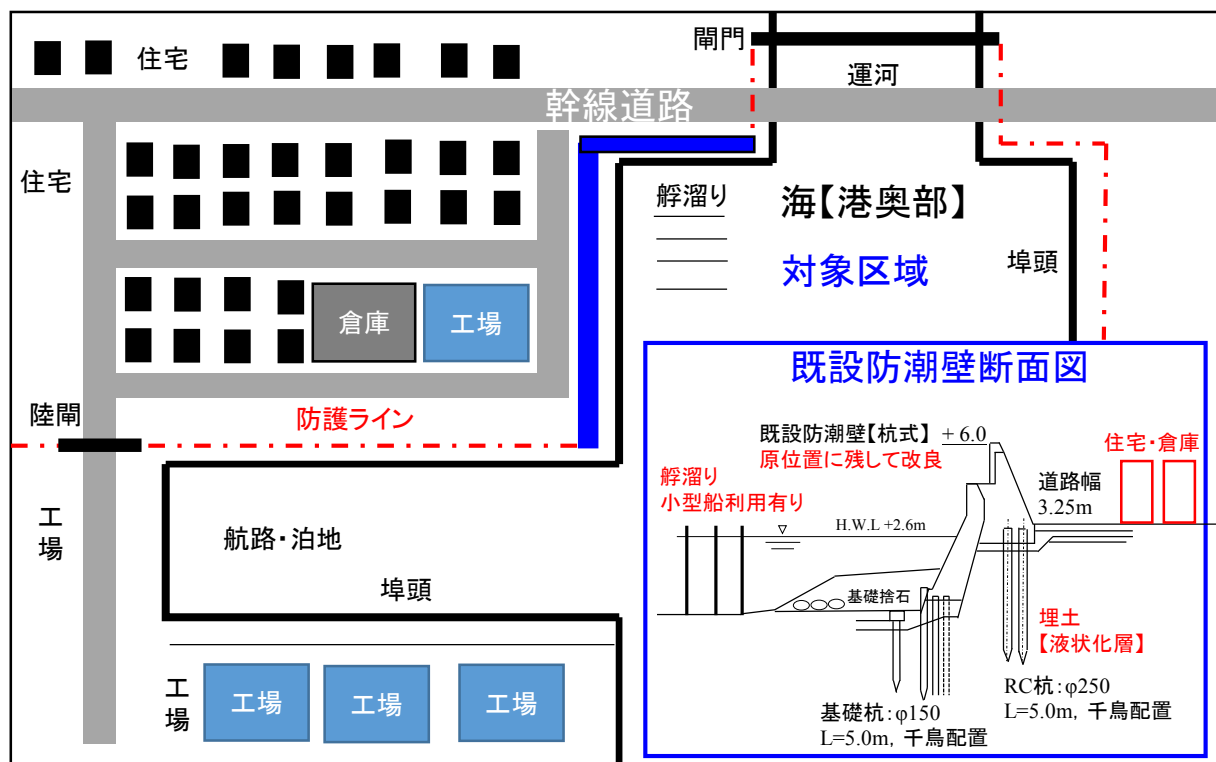 住宅
閘門
運河
幹線道路
住宅
艀溜り
海【港奥部】
対象区域
埠頭
倉庫
工場
陸閘
防護ライン
工場
航路・泊地
埠頭
工場
工場
工場
工場
既設防潮壁断面図
既設防潮壁【杭式】
+ 6.0
原位置に残して改良
住宅・倉庫
艀溜り
小型船利用有り
道路幅
3.25m
H.W.L +2.6m
基礎捨石
埋土
【液状化層】
RC杭:φ250
L=5.0m, 千鳥配置
基礎杭:φ150
L=5.0m, 千鳥配置